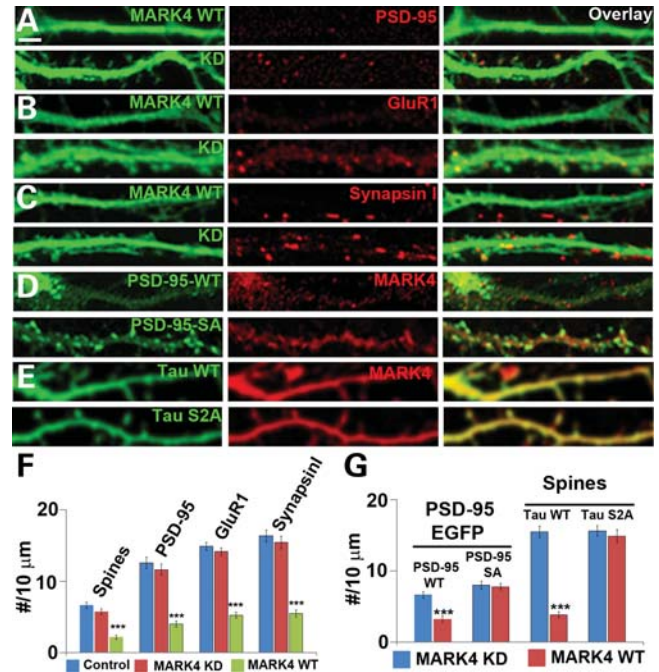 A MARK4 WT PSD-95 Overlay
KD
B MARK4 WT GluR1
KD
C MARK4 WT Synapsin I
KD
D PSD-95-WT MARK4
PSD-95-SA
E Tau WT MARK4
Tau S2A
F
#/10 µm
20
10
0
Spines
PSD-95
GluR1
SynapsinI
***
***
***
***
Control MARK4 KD MARK4 WT
G
#/10 µm
20
10
0
PSD-95
EGFP
Spines
PSD-95
WT
PSD-95
SA
Tau WT
Tau S2A
***
***
MARK4 KD MARK4 WT